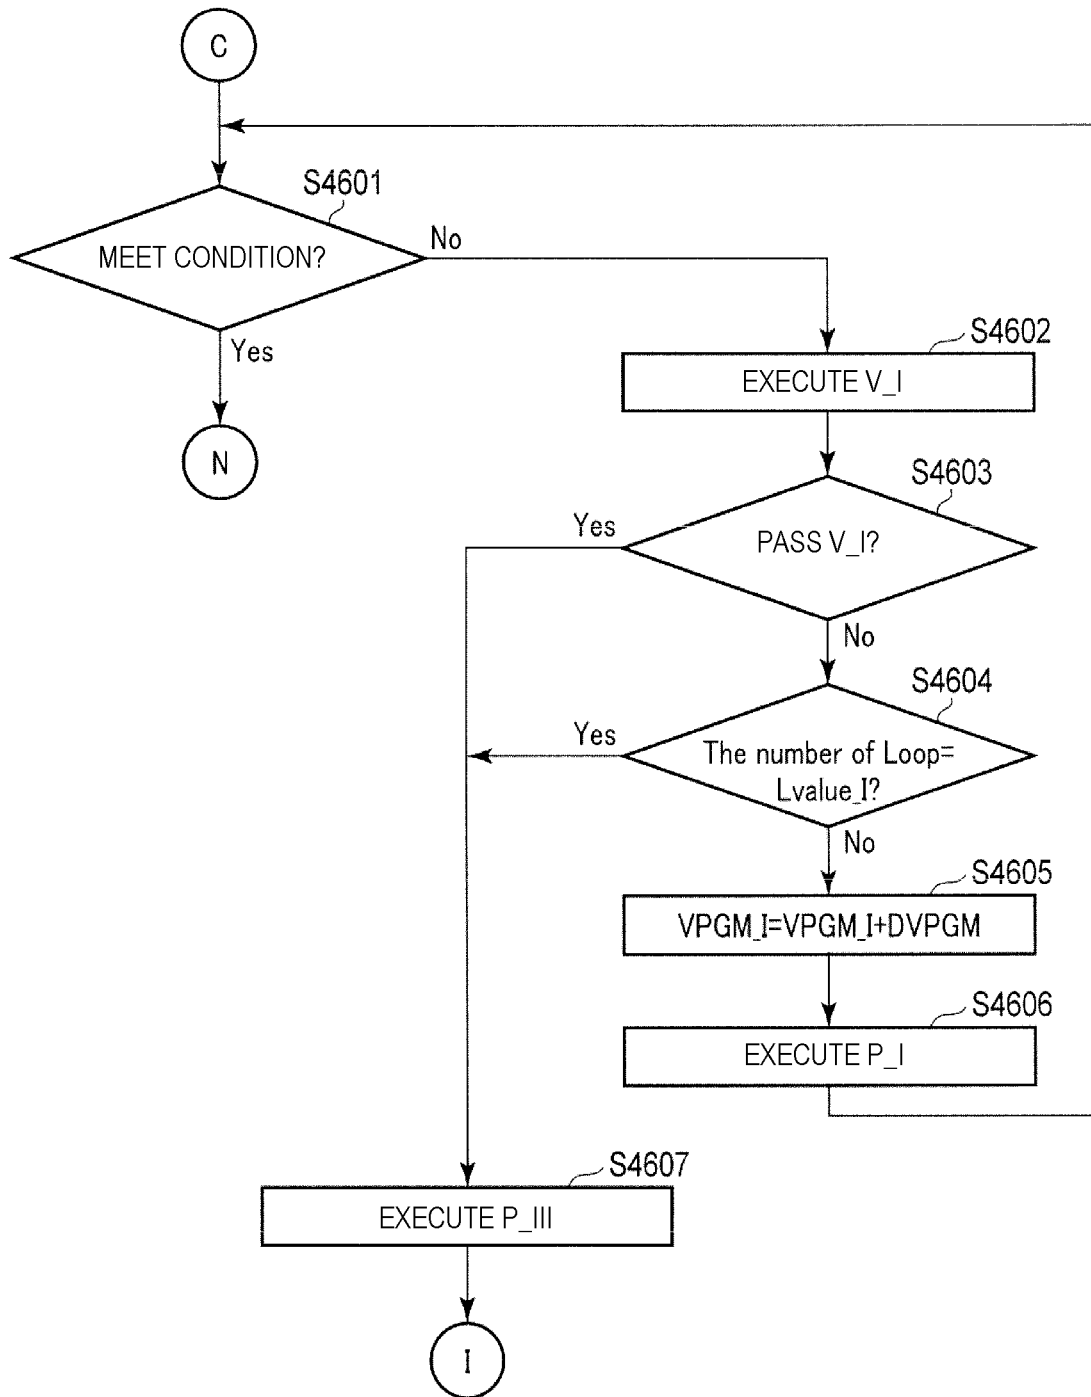 C
S4601
MEET CONDITION?
No
Yes
N
S4602
EXECUTE V_I
S4603
PASS V_I?
Yes
No
S4604
The number of Loop=
Lvalue_I?
Yes
No
S4605
VPGM_I=VPGM_I+DVPGM
S4606
EXECUTE P_I
S4607
EXECUTE P_III
I